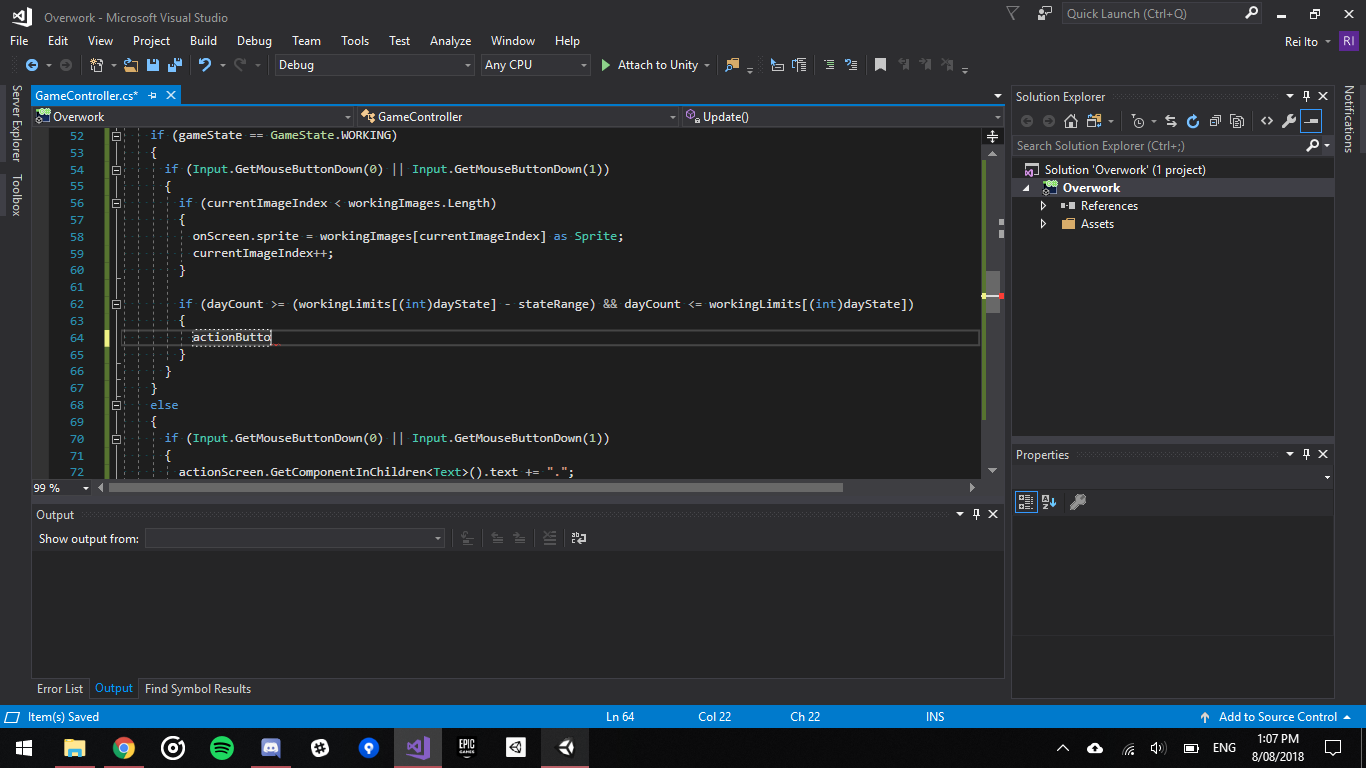 Overwork - Microsoft Visual Studio
Quick Launch (Ctrl+Q)
File Edit View Project Build Debug Team Tools Test Analyze Window Help
Rei Ito RI
Debug Any CPU Attach to Unity
Server Explorer
Toolbox
GameController.cs*
Overwork GameController Update()
52 if (gameState == GameState.WORKING)
53 {
54 if (Input.GetMouseButtonDown(0) || Input.GetMouseButtonDown(1))
55 {
56 if (currentImageIndex < workingImages.Length)
57 {
58 onScreen.sprite = workingImages[currentImageIndex] as Sprite;
59 currentImageIndex++;
60 }
61
62 if (dayCount >= (workingLimits[(int)dayState] - stateRange) && dayCount <= workingLimits[(int)dayState])
63 {
64 actionButto
65 }
66 }
67 }
68 else
69 {
70 if (Input.GetMouseButtonDown(0) || Input.GetMouseButtonDown(1))
71 {
72 actionScreen.GetComponentInChildren<Text>().text += ".";
99 %
Output
Show output from:
Error List Output Find Symbol Results
Solution Explorer
Search Solution Explorer (Ctrl+;)
Solution 'Overwork' (1 project)
Overwork
References
Assets
Properties
Notifications
Item(s) Saved Ln 64 Col 22 Ch 22 INS Add to Source Control
EPIC GAMES
ENG
1:07 PM
8/08/2018